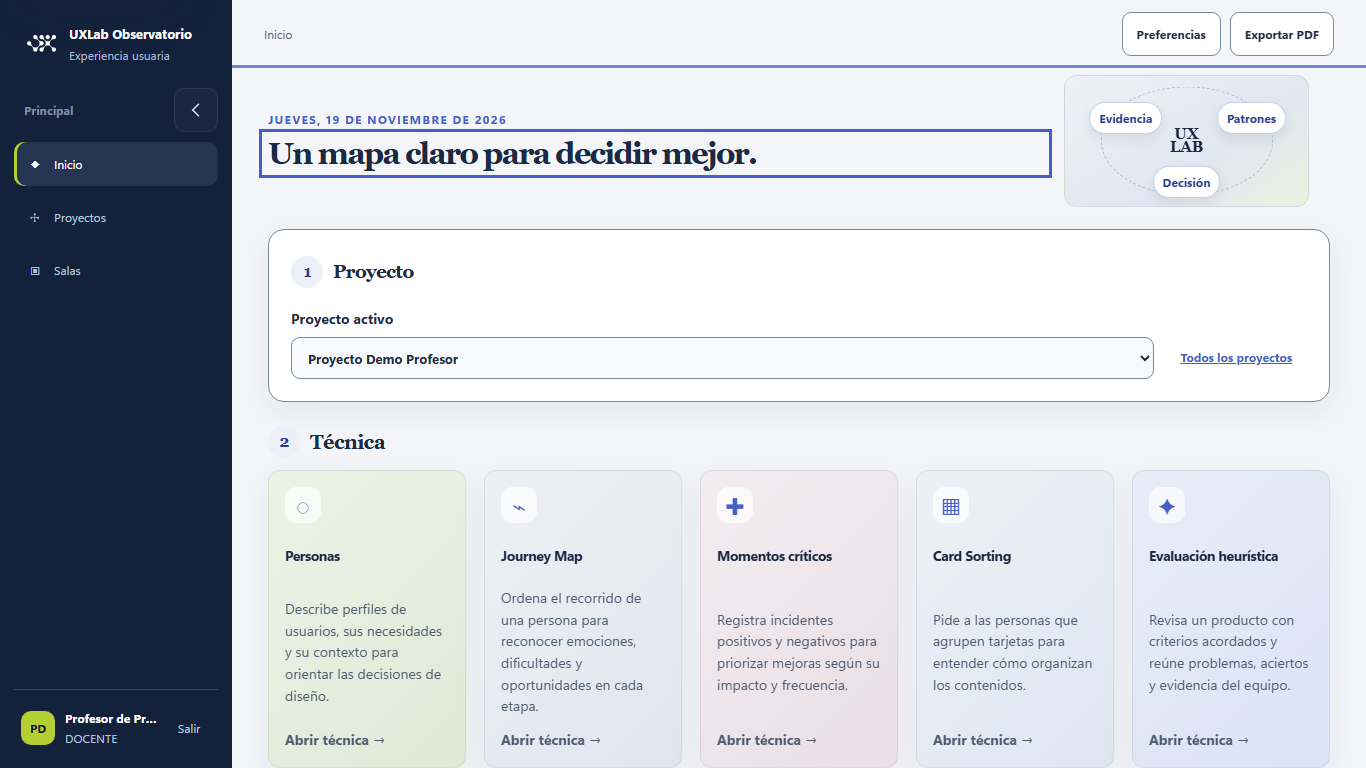 UXLab Observatorio
Experiencia usuaria
Principal
Inicio
Proyectos
Salas
PD
Profesor de Pr...
DOCENTE
Salir
Inicio
Preferencias
Exportar PDF
JUEVES, 19 DE NOVIEMBRE DE 2026
Un mapa claro para decidir mejor.
Evidencia
Patrones
UX
LAB
Decisión
1
Proyecto
Proyecto activo
Proyecto Demo Profesor
Todos los proyectos
2
Técnica
Personas
Describe perfiles de
usuarios, sus necesidades
y su contexto para
orientar las decisiones de
diseño.
Abrir técnica →
Journey Map
Ordena el recorrido de
una persona para
reconocer emociones,
dificultades y
oportunidades en cada
etapa.
Abrir técnica →
Momentos críticos
Registra incidentes
positivos y negativos para
priorizar mejoras según su
impacto y frecuencia.
Abrir técnica →
Card Sorting
Pide a las personas que
agrupen tarjetas para
entender cómo organizan
los contenidos.
Abrir técnica →
Evaluación heurística
Revisa un producto con
criterios acordados y
reúne problemas, aciertos
y evidencia del equipo.
Abrir técnica →